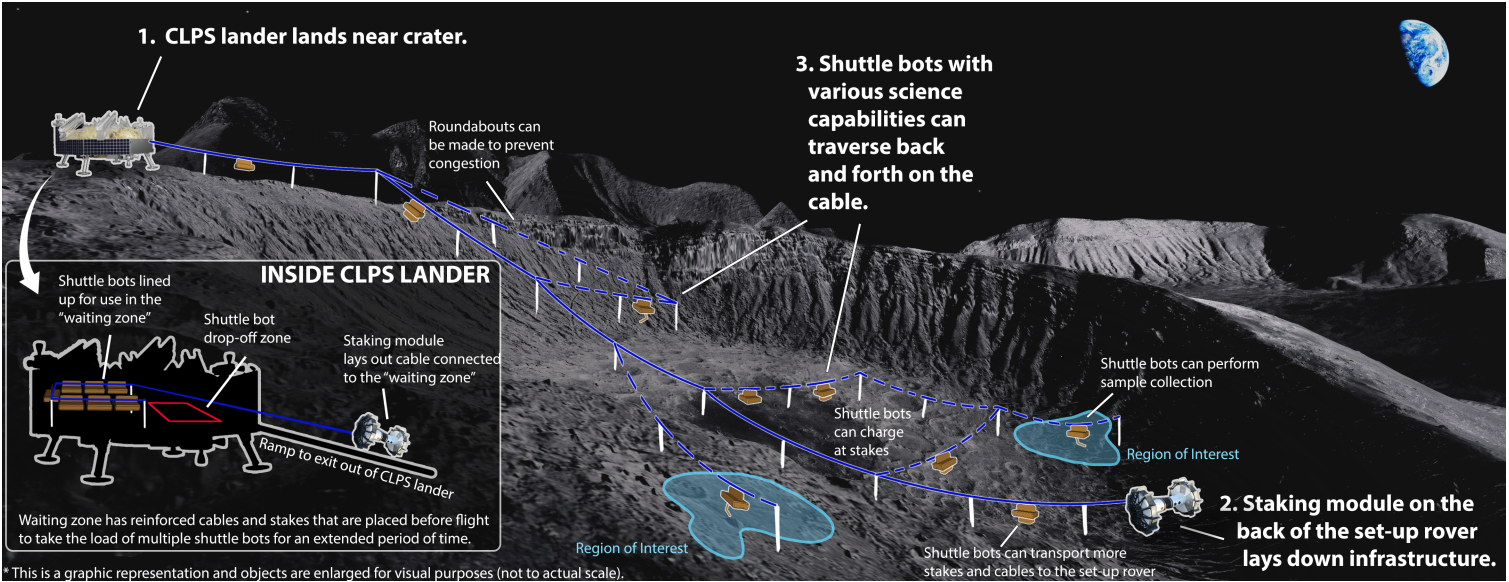 1. CLPS lander lands near crater.
3. Shuttle bots with
various science
capabilities can
traverse back
and forth on the
cable.
Roundabouts can
be made to prevent
congestion
INSIDE CLPS LANDER
Shuttle bots lined
up for use in the
“waiting zone”
Shuttle bot
drop-off zone
Staking module
lays out cable connected
to the “waiting zone”
Ramp to exit out of CLPS lander
Waiting zone has reinforced cables and stakes that are placed before flight
to take the load of multiple shuttle bots for an extended period of time.
Shuttle bots can perform
sample collection
Shuttle bots
can charge
at stakes
Region of Interest
Region of Interest
2. Staking module on the
back of the set-up rover
lays down infrastructure.
Shuttle bots can transport more
stakes and cables to the set-up rover
* This is a graphic representation and objects are enlarged for visual purposes (not to actual scale).